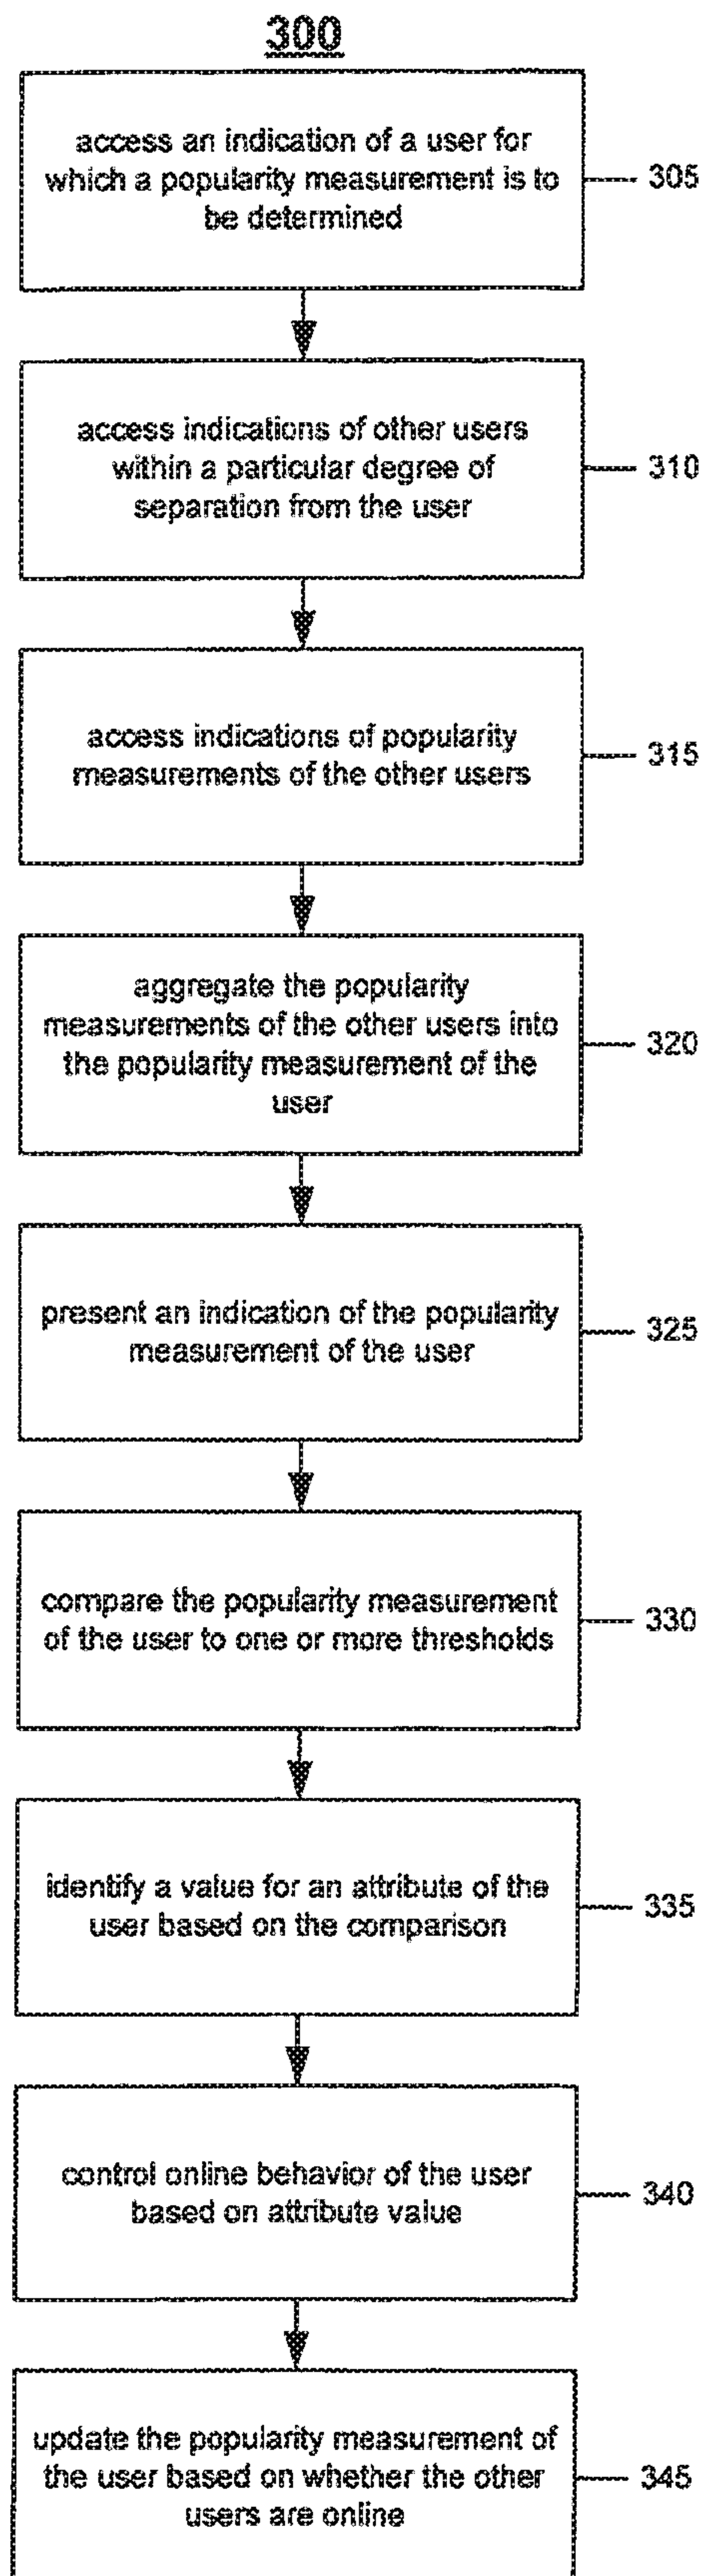 300
access an indication of a user for
which a popularity measurement is to
be determined
305
access indications of other users
within a particular degree of
separation from the user
310
access indications of popularity
measurements of the other users
315
aggregate the popularity
measurements of the other users into
the popularity measurement of the
user
320
present an indication of the popularity
measurement of the user
325
compare the popularity measurement
of the user to one or more thresholds
330
identify a value for an attribute of the
user based on the comparison
335
control online behavior of the user
based on attribute value
340
update the popularity measurement of
the user based on whether the other
users are online
345